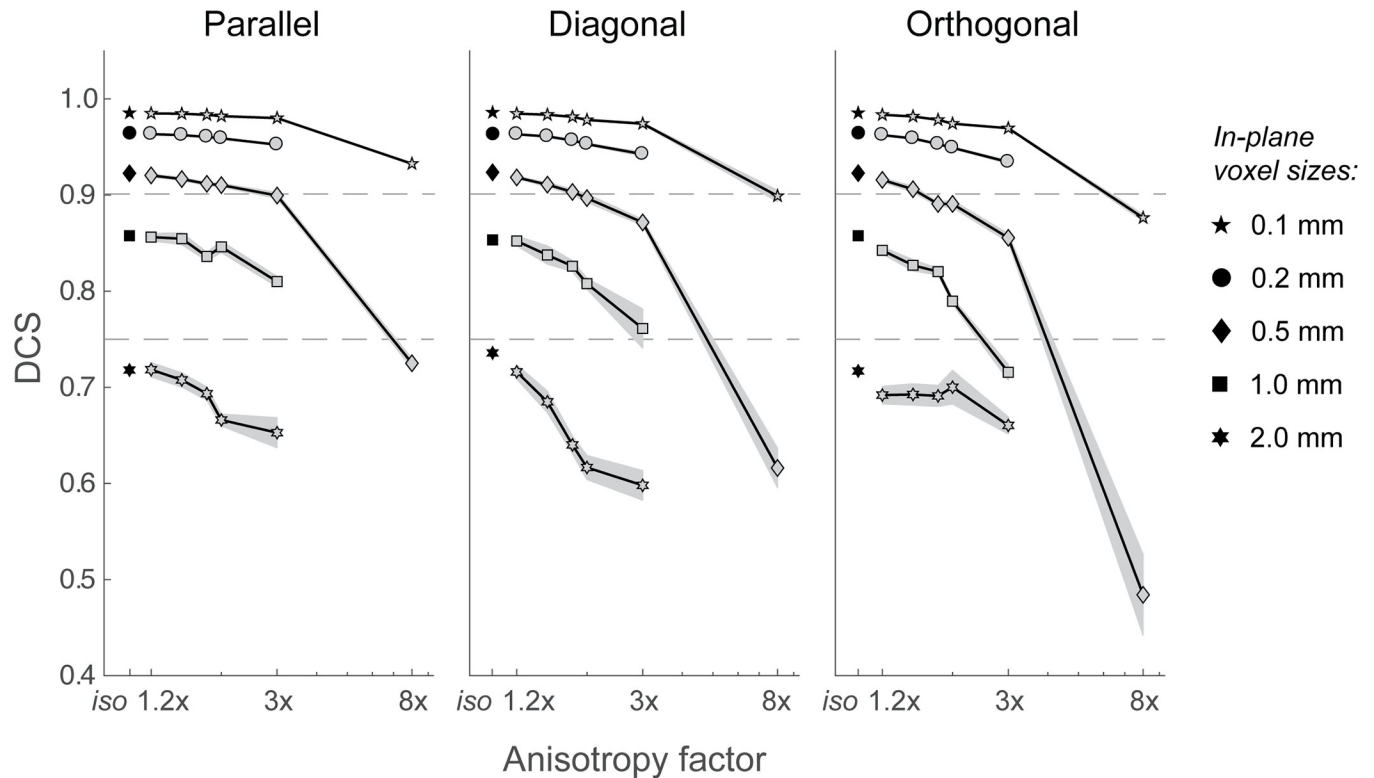 Parallel
Diagonal
Orthogonal
1.0
0.9
0.8
0.7
0.6
0.5
0.4
DCS
iso 1.2x 3x 8x
iso 1.2x 3x 8x
iso 1.2x 3x 8x
Anisotropy factor
In-plane
voxel sizes:
0.1 mm
0.2 mm
0.5 mm
1.0 mm
2.0 mm